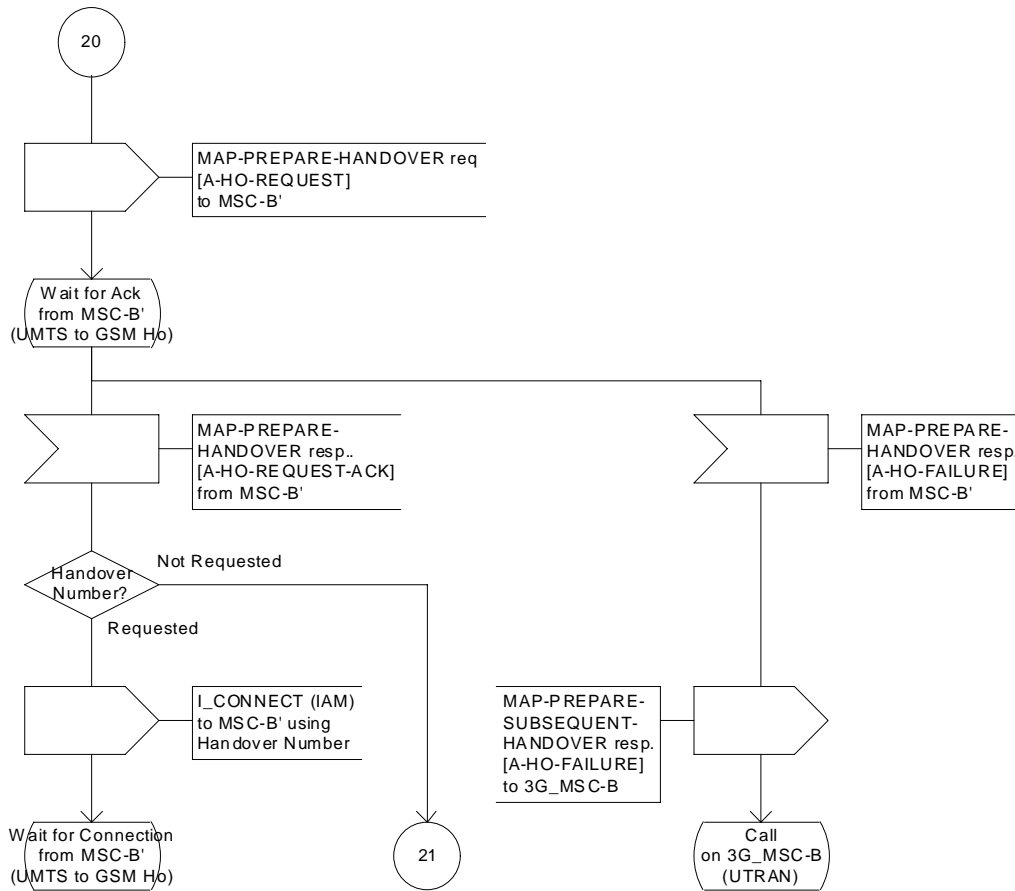 20
MAP-PREPARE-HANDOVER req
[A-HO-REQUEST]
to MSC-B'
Wait for Ack
from MSC-B'
(UMTS to GSM Ho)
MAP-PREPARE-
HANDOVER resp..
[A-HO-REQUEST-ACK]
from MSC-B'
MAP-PREPARE-
HANDOVER resp.
[A-HO-FAILURE]
from MSC-B'
Handover
Number?
Not Requested
Requested
I_CONNECT (IAM)
to MSC-B' using
Handover Number
MAP-PREPARE-
SUBSEQUENT-
HANDOVER resp.
[A-HO-FAILURE]
to 3G_MSC-B
Wait for Connection
from MSC-B'
(UMTS to GSM Ho)
21
Call
on 3G_MSC-B
(UTRAN)